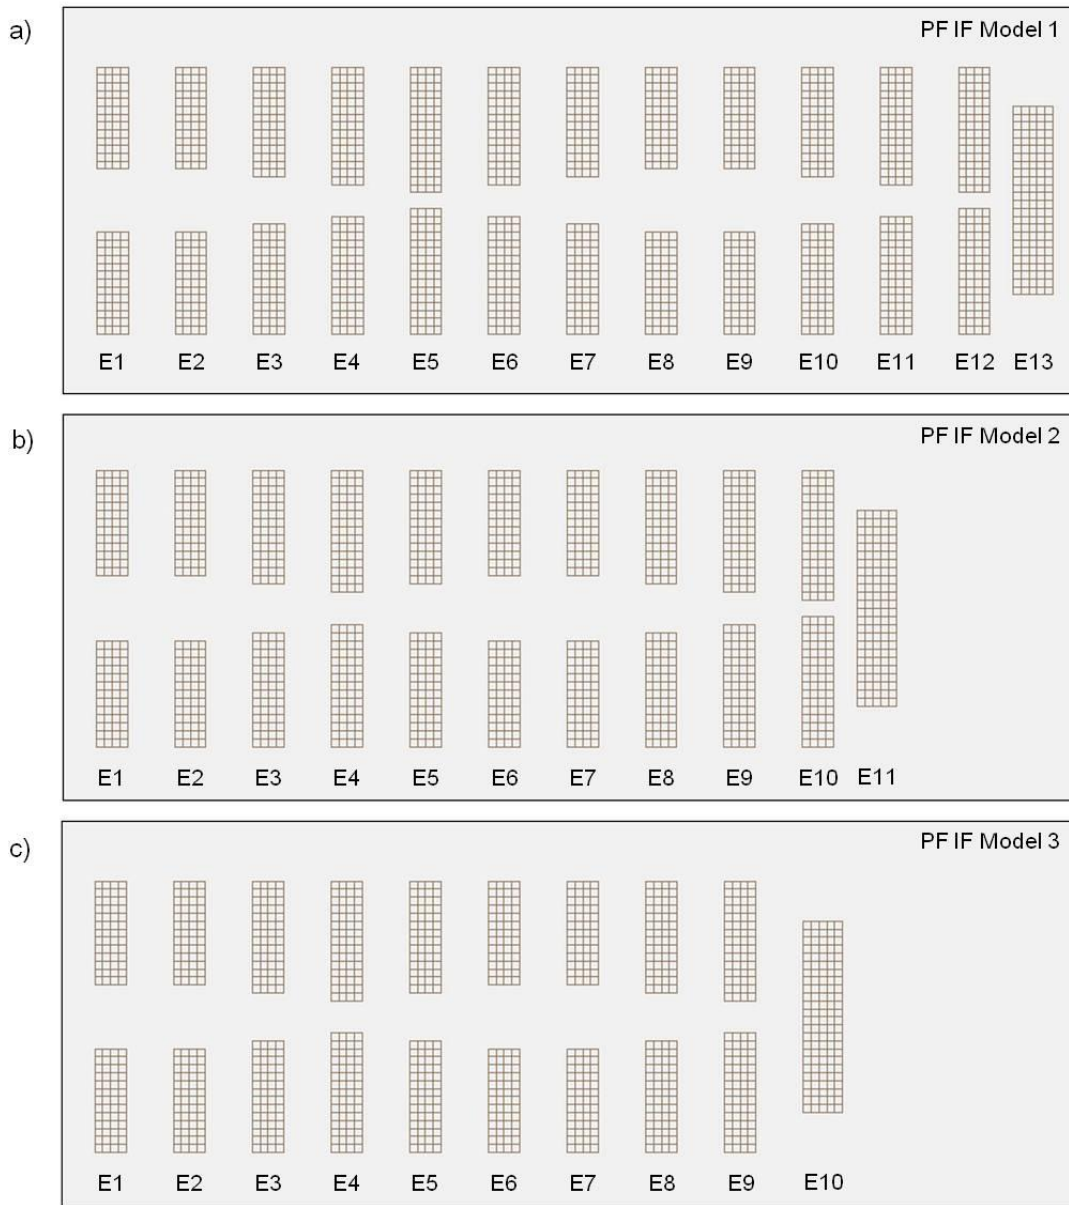 a)
PF IF Model 1
E1 E2 E3 E4 E5 E6 E7 E8 E9 E10 E11 E12 E13
b)
PF IF Model 2
E1 E2 E3 E4 E5 E6 E7 E8 E9 E10 E11
c)
PF IF Model 3
E1 E2 E3 E4 E5 E6 E7 E8 E9 E10